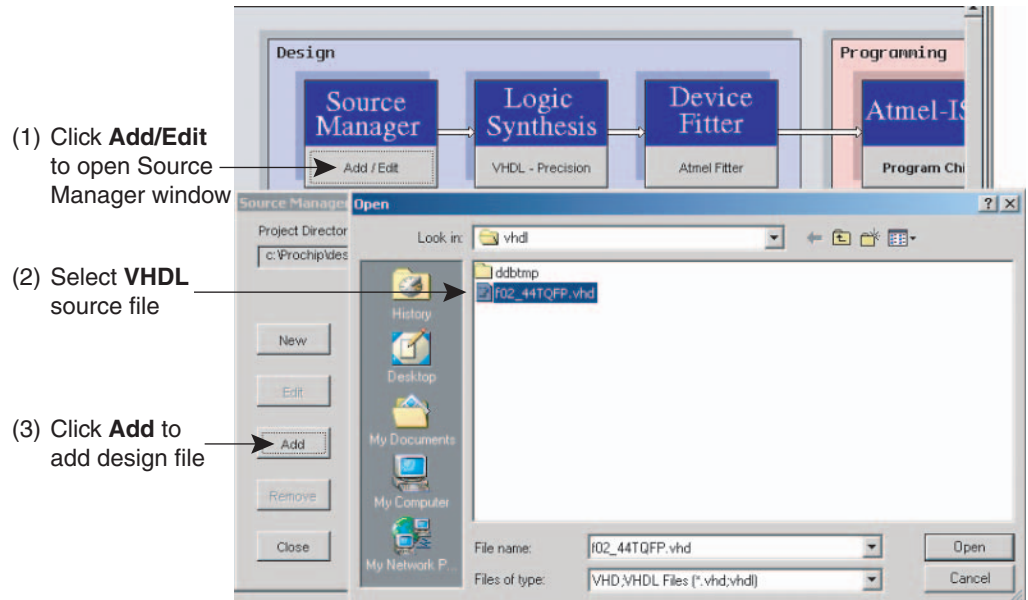 Design
Programming
Source
Manager
Logic
Synthesis
Device
Fitter
Atmel-IS
(1) Click Add/Edit
to open Source
Manager window
Add / Edit
VHDL - Precision
Atmel Fitter
Program Chi
Source Manager
Open
Project Director
c:\Prochip\des
Look in:
vhdl
(2) Select VHDL
source file
ddbtmp
f02_44TQFP.vhd
History
New
Desktop
Edit
(3) Click Add to
add design file
My Documents
Add
Remove
My Computer
Close
My Network P...
File name:
f02_44TQFP.vhd
Open
Files of type:
VHD;VHDL Files (*.vhd;vhdl)
Cancel